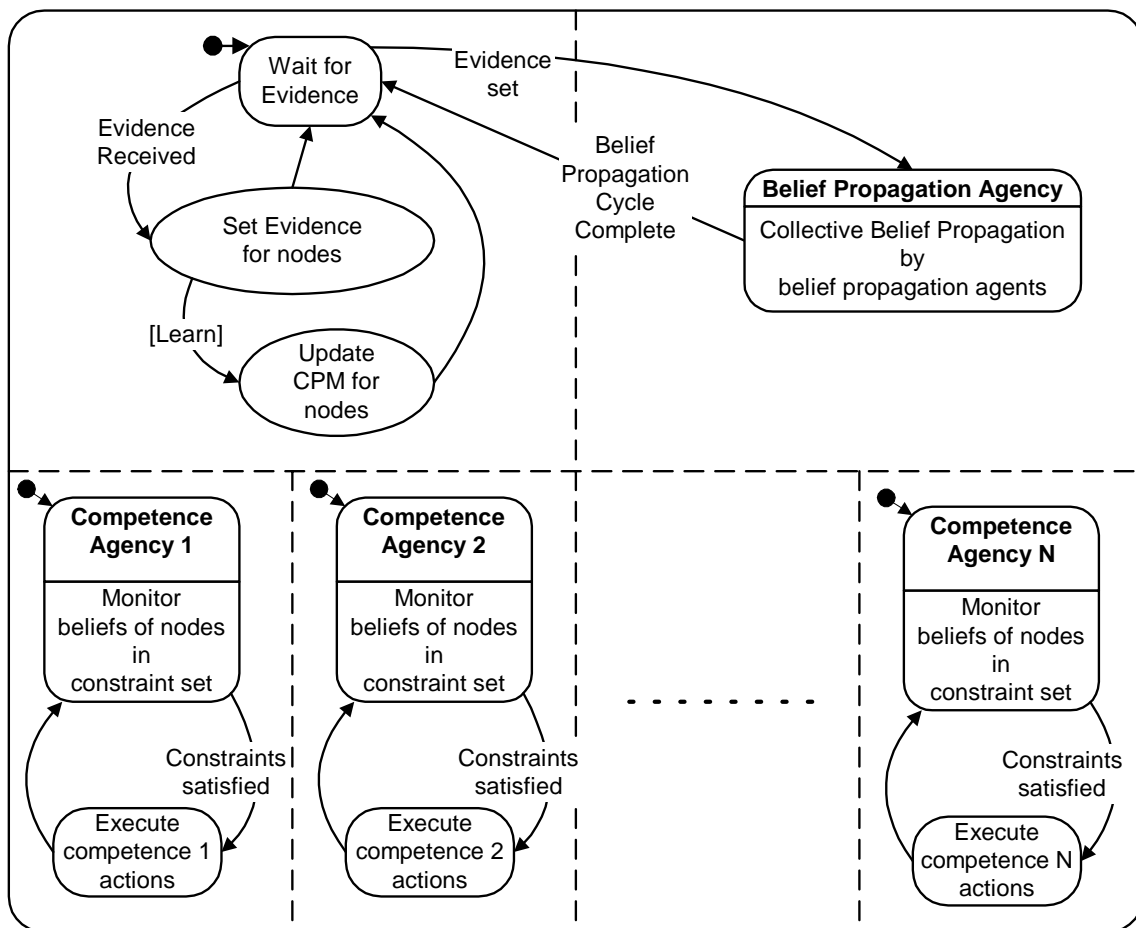 Wait for
Evidence
Evidence
set
Evidence
Received
Belief
Propagation
Cycle
Complete
Belief Propagation Agency
Collective Belief Propagation
by
belief propagation agents
Set Evidence
for nodes
[Learn]
Update
CPM for
nodes
Competence
Agency 1
Monitor
beliefs of nodes
in
constraint set
Constraints
satisfied
Execute
competence 1
actions
Competence
Agency 2
Monitor
beliefs of nodes
in
constraint set
Constraints
satisfied
Execute
competence 2
actions
. . . . . . . .
Competence
Agency N
Monitor
beliefs of nodes
in
constraint set
Constraints
satisfied
Execute
competence N
actions